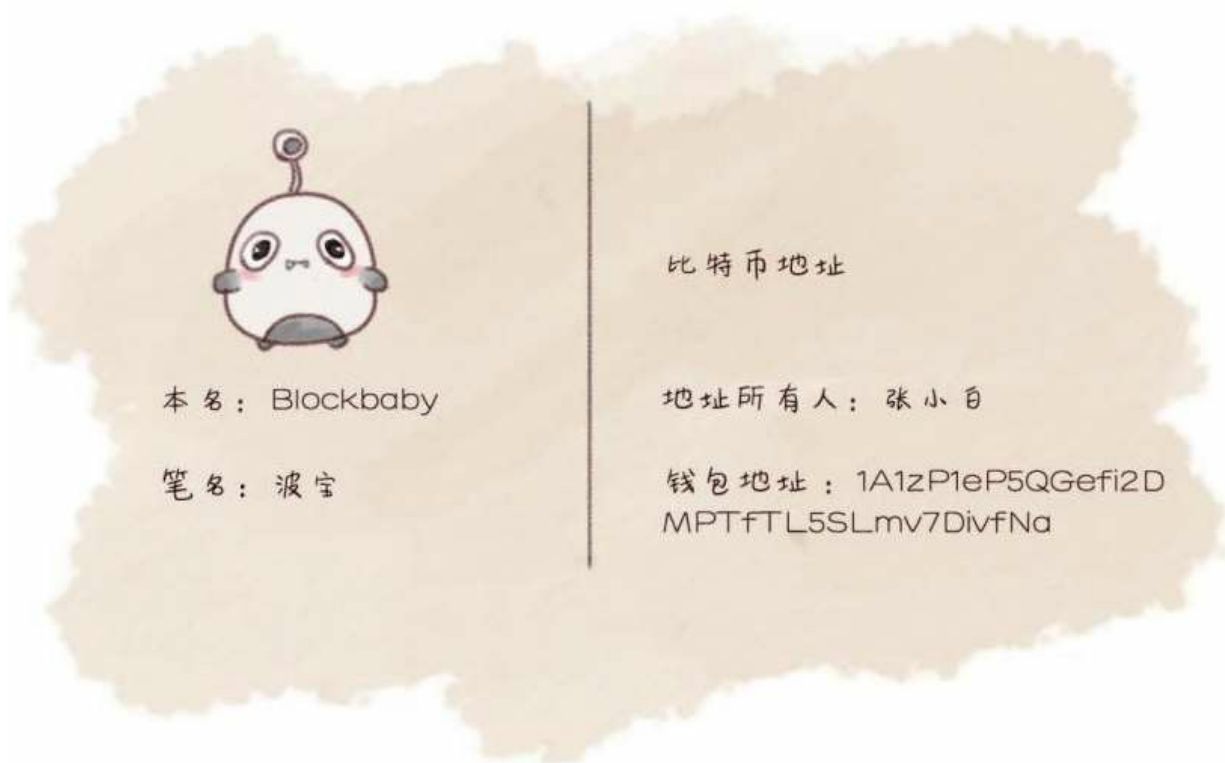 本名：Blockbaby
笔名：波宝
比特币地址
地址所有人：张小白
钱包地址：1A1zP1eP5QGefi2D
MPTfTL5SLmv7DivfNa